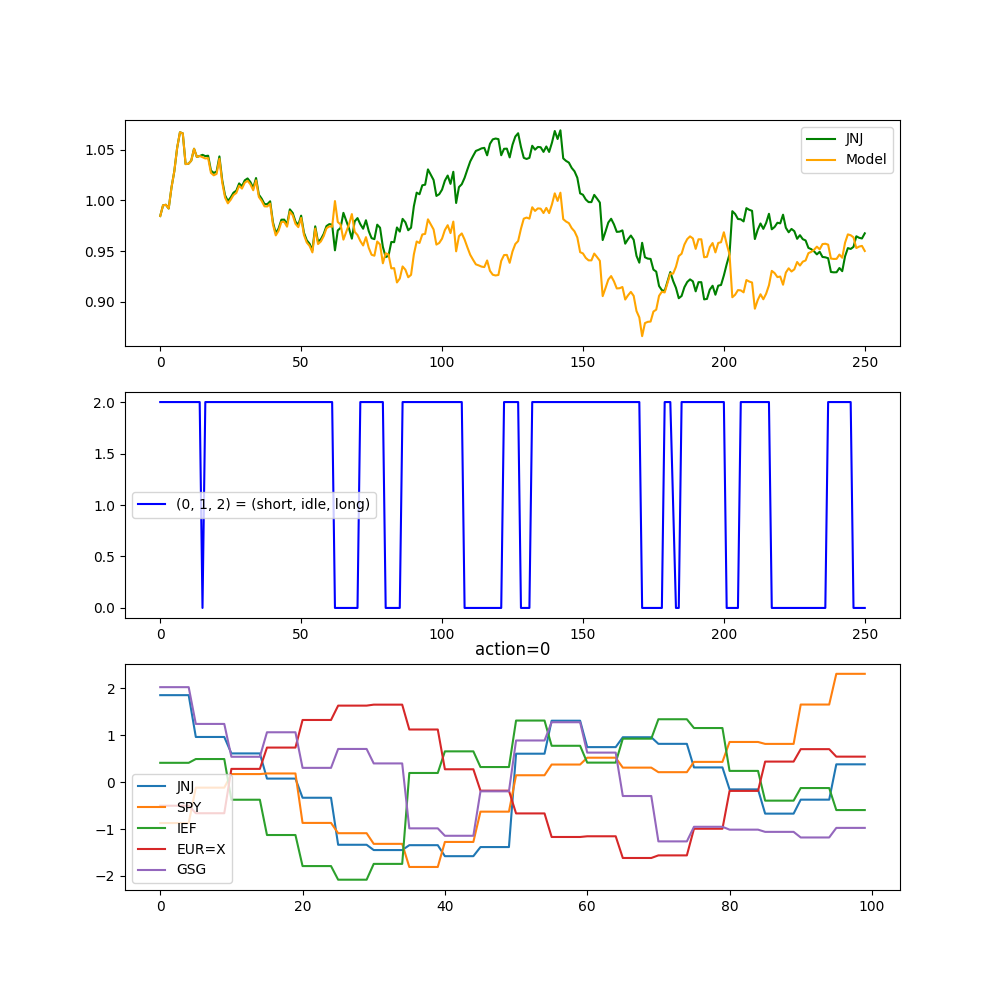 1.05
1.00
0.95
0.90
JNJ
Model
0 50 100 150 200 250
2.0
1.5
1.0
0.5
0.0
(0, 1, 2) = (short, idle, long)
0 50 100 150 200 250
action=0
2
1
0
−1
−2
JNJ
SPY
IEF
EUR=X
GSG
0 20 40 60 80 100